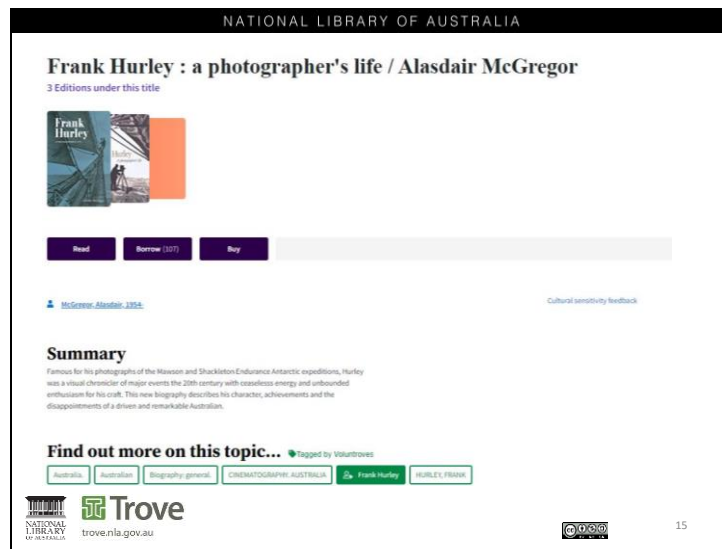 NATIONAL LIBRARY OF AUSTRALIA
Frank Hurley : a photographer's life / Alasdair McGregor
3 Editions under this title
Frank
Hurley
Hurley
Read
Borrow (107)
Buy
McGregor, Alasdair, 1954-
Cultural sensitivity feedback
Summary
Famous for his photographs of the Mawson and Shackleton Endurance Antarctic expeditions, Hurley
was a visual chronicler of major events the 20th century with ceaseless energy and unbounded
enthusiasm for his craft. This new biography describes his character, achievements and the
disappointments of a driven and remarkable Australian.
Find out more on this topic...
Tagged by Voluntroves
Australia.
Australian
Biography: general.
CINEMATOGRAPHY. AUSTRALIA
Frank Hurley
HURLEY, FRANK
NATIONAL
LIBRARY
OF AUSTRALIA
Trove
trove.nla.gov.au
15